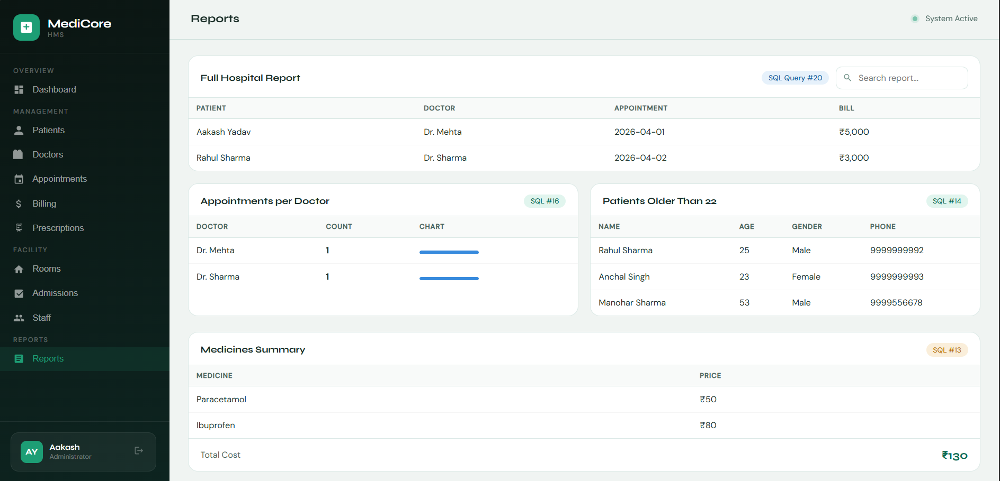 MediCore
HMS
OVERVIEW
Dashboard
MANAGEMENT
Patients
Doctors
Appointments
Billing
Prescriptions
FACILITY
Rooms
Admissions
Staff
REPORTS
Reports
AY
Aakash
Administrator
Reports
System Active
Full Hospital Report
SQL Query #20
Search report...
PATIENT DOCTOR APPOINTMENT BILL
Aakash Yadav Dr. Mehta 2026-04-01 ₹5,000
Rahul Sharma Dr. Sharma 2026-04-02 ₹3,000
Appointments per Doctor
SQL #16
DOCTOR COUNT CHART
Dr. Mehta 1
Dr. Sharma 1
Patients Older Than 22
SQL #14
NAME AGE GENDER PHONE
Rahul Sharma 25 Male 9999999992
Anchal Singh 23 Female 9999999993
Manohar Sharma 53 Male 9999556678
Medicines Summary
SQL #13
MEDICINE PRICE
Paracetamol ₹50
Ibuprofen ₹80
Total Cost ₹130